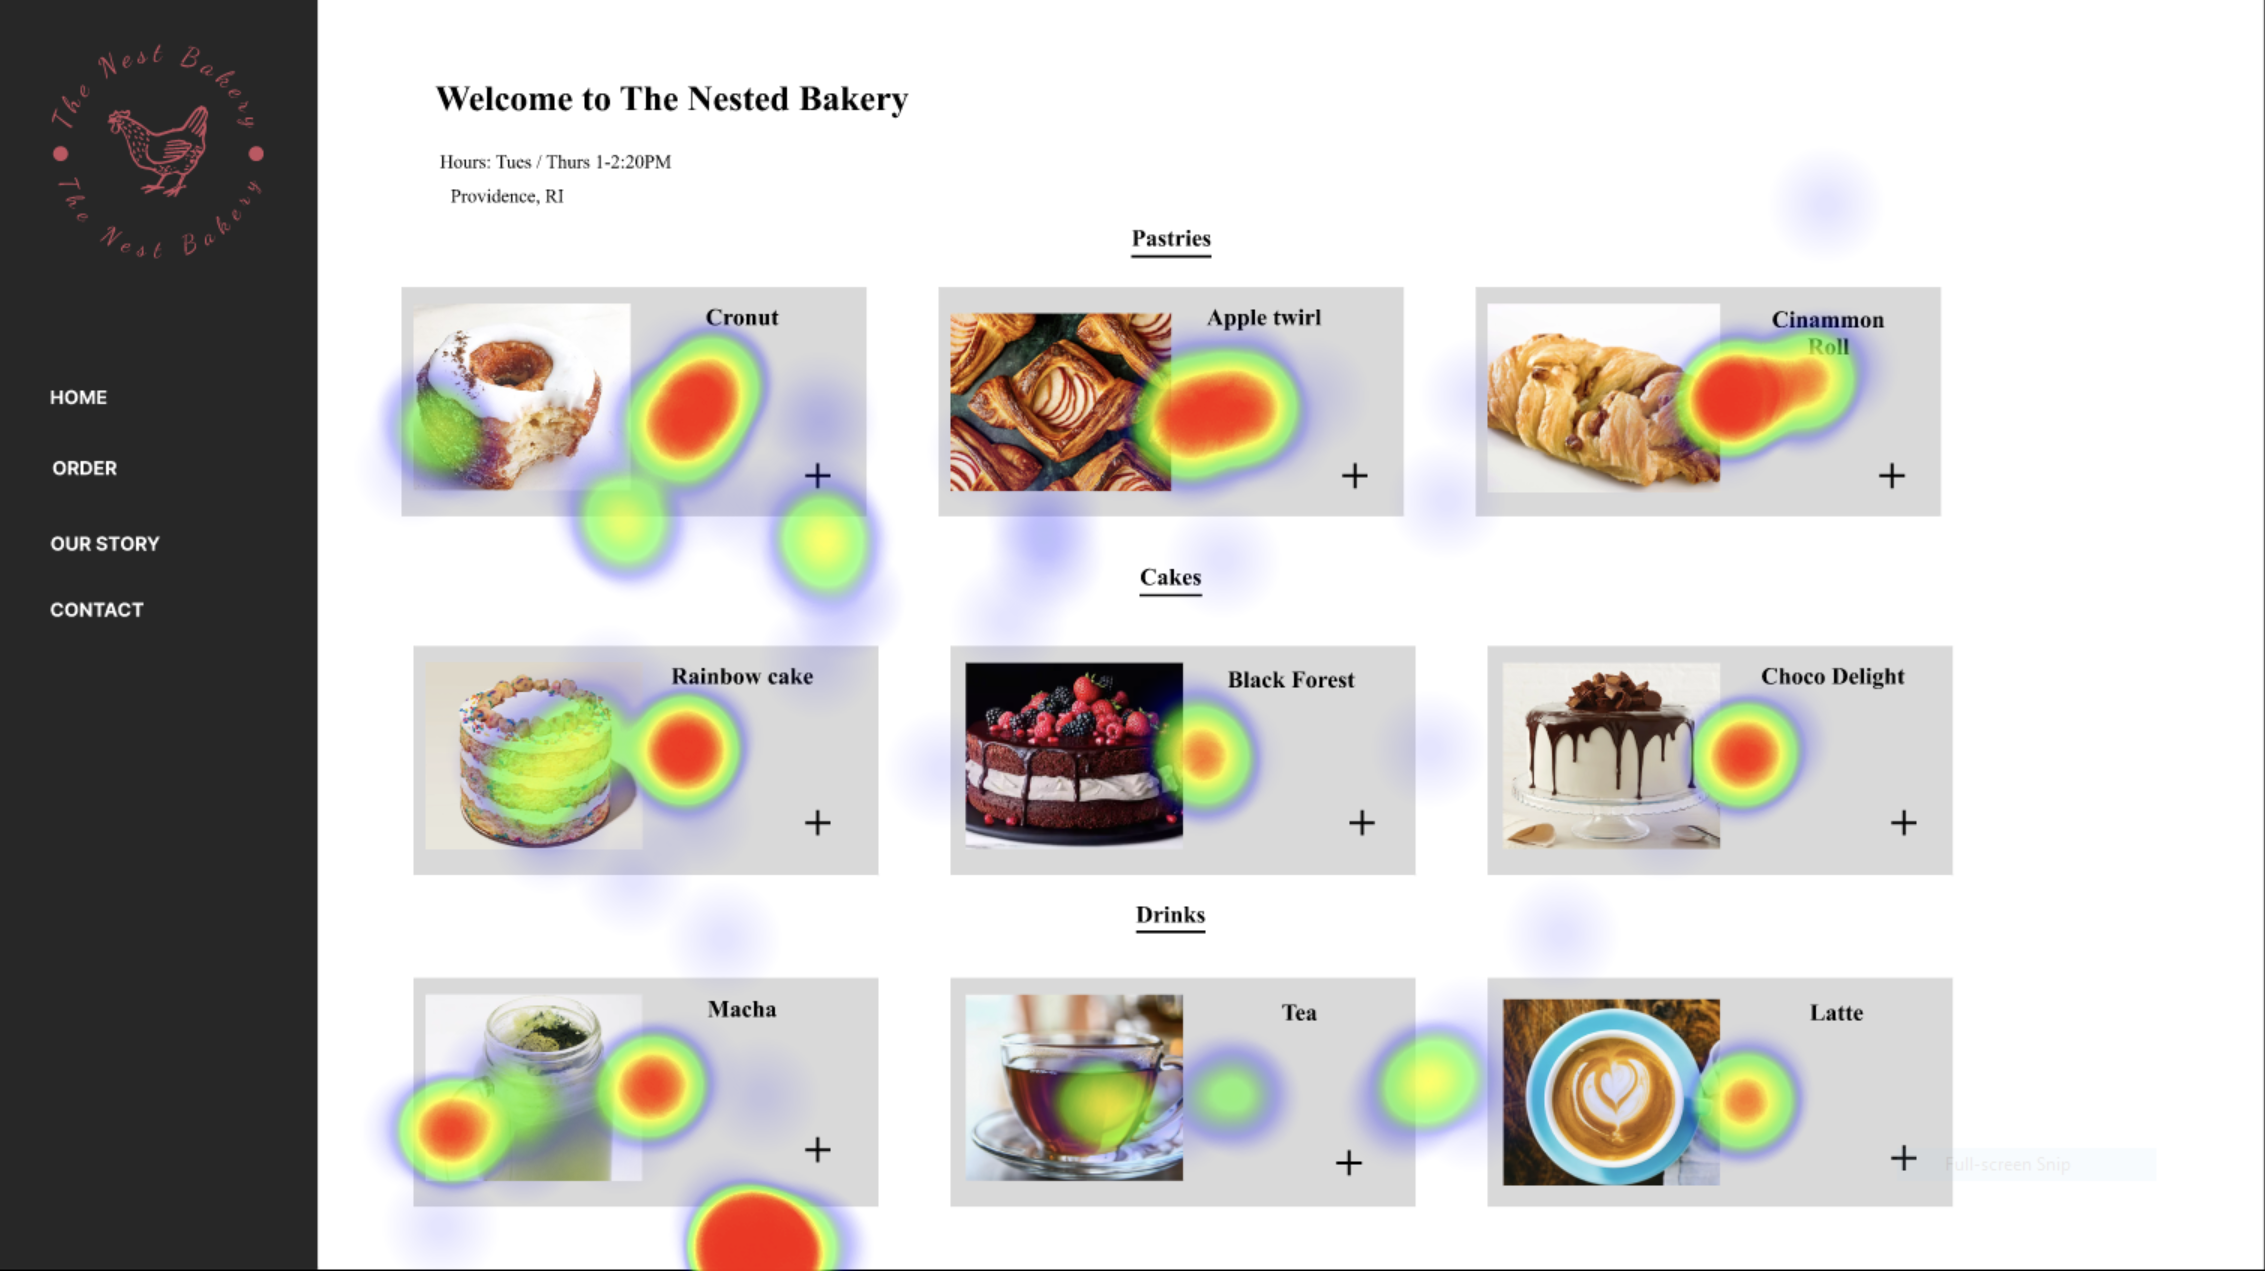 The Nest Bakery
The Nest Bakery
HOME
ORDER
OUR STORY
CONTACT
Welcome to The Nested Bakery
Hours: Tues / Thurs 1-2:20PM
Providence, RI
Pastries
Cronut
+
Apple twirl
+
Cinammon
Roll
+
Cakes
Rainbow cake
+
Black Forest
+
Choco Delight
+
Drinks
Macha
+
Tea
+
Latte
+
Full-screen Snip